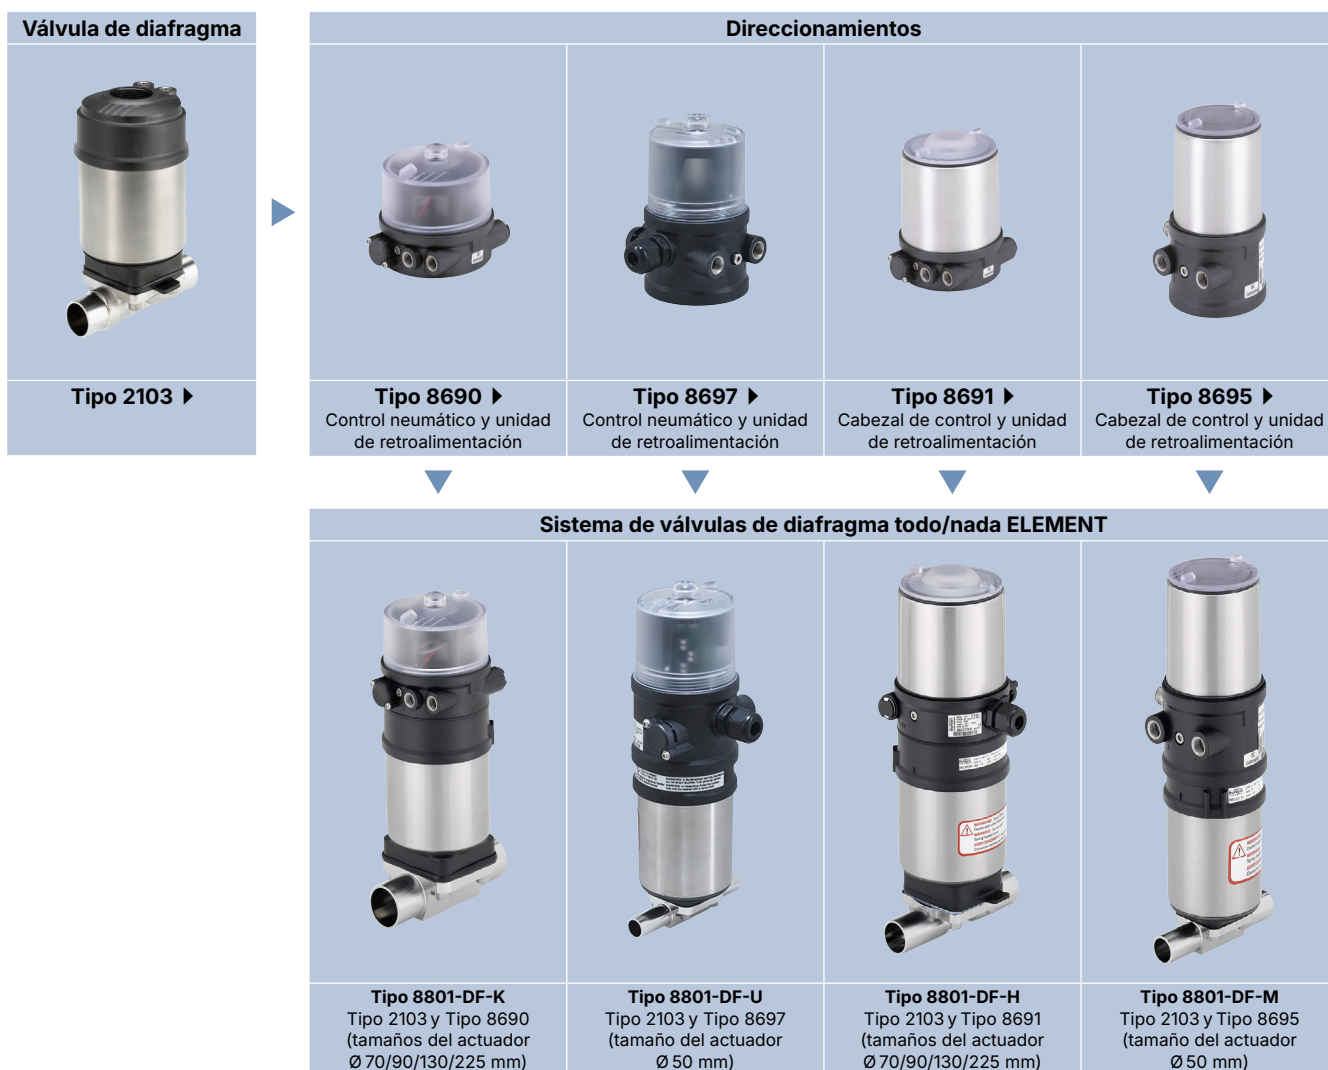 Válvula de diafragma
Direccionamientos
Tipo 2103
Tipo 8690
Control neumático y unidad
de retroalimentación
Tipo 8697
Control neumático y unidad
de retroalimentación
Tipo 8691
Cabezal de control y unidad
de retroalimentación
Tipo 8695
Cabezal de control y unidad
de retroalimentación
Sistema de válvulas de diafragma todo/nada ELEMENT
Tipo 8801-DF-K
Tipo 2103 y Tipo 8690
(tamaños del actuador
Ø 70/90/130/225 mm)
Tipo 8801-DF-U
Tipo 2103 y Tipo 8697
(tamaño del actuador
Ø 50 mm)
Tipo 8801-DF-H
Tipo 2103 y Tipo 8691
(tamaños del actuador
Ø 70/90/130/225 mm)
Tipo 8801-DF-M
Tipo 2103 y Tipo 8695
(tamaño del actuador
Ø 50 mm)